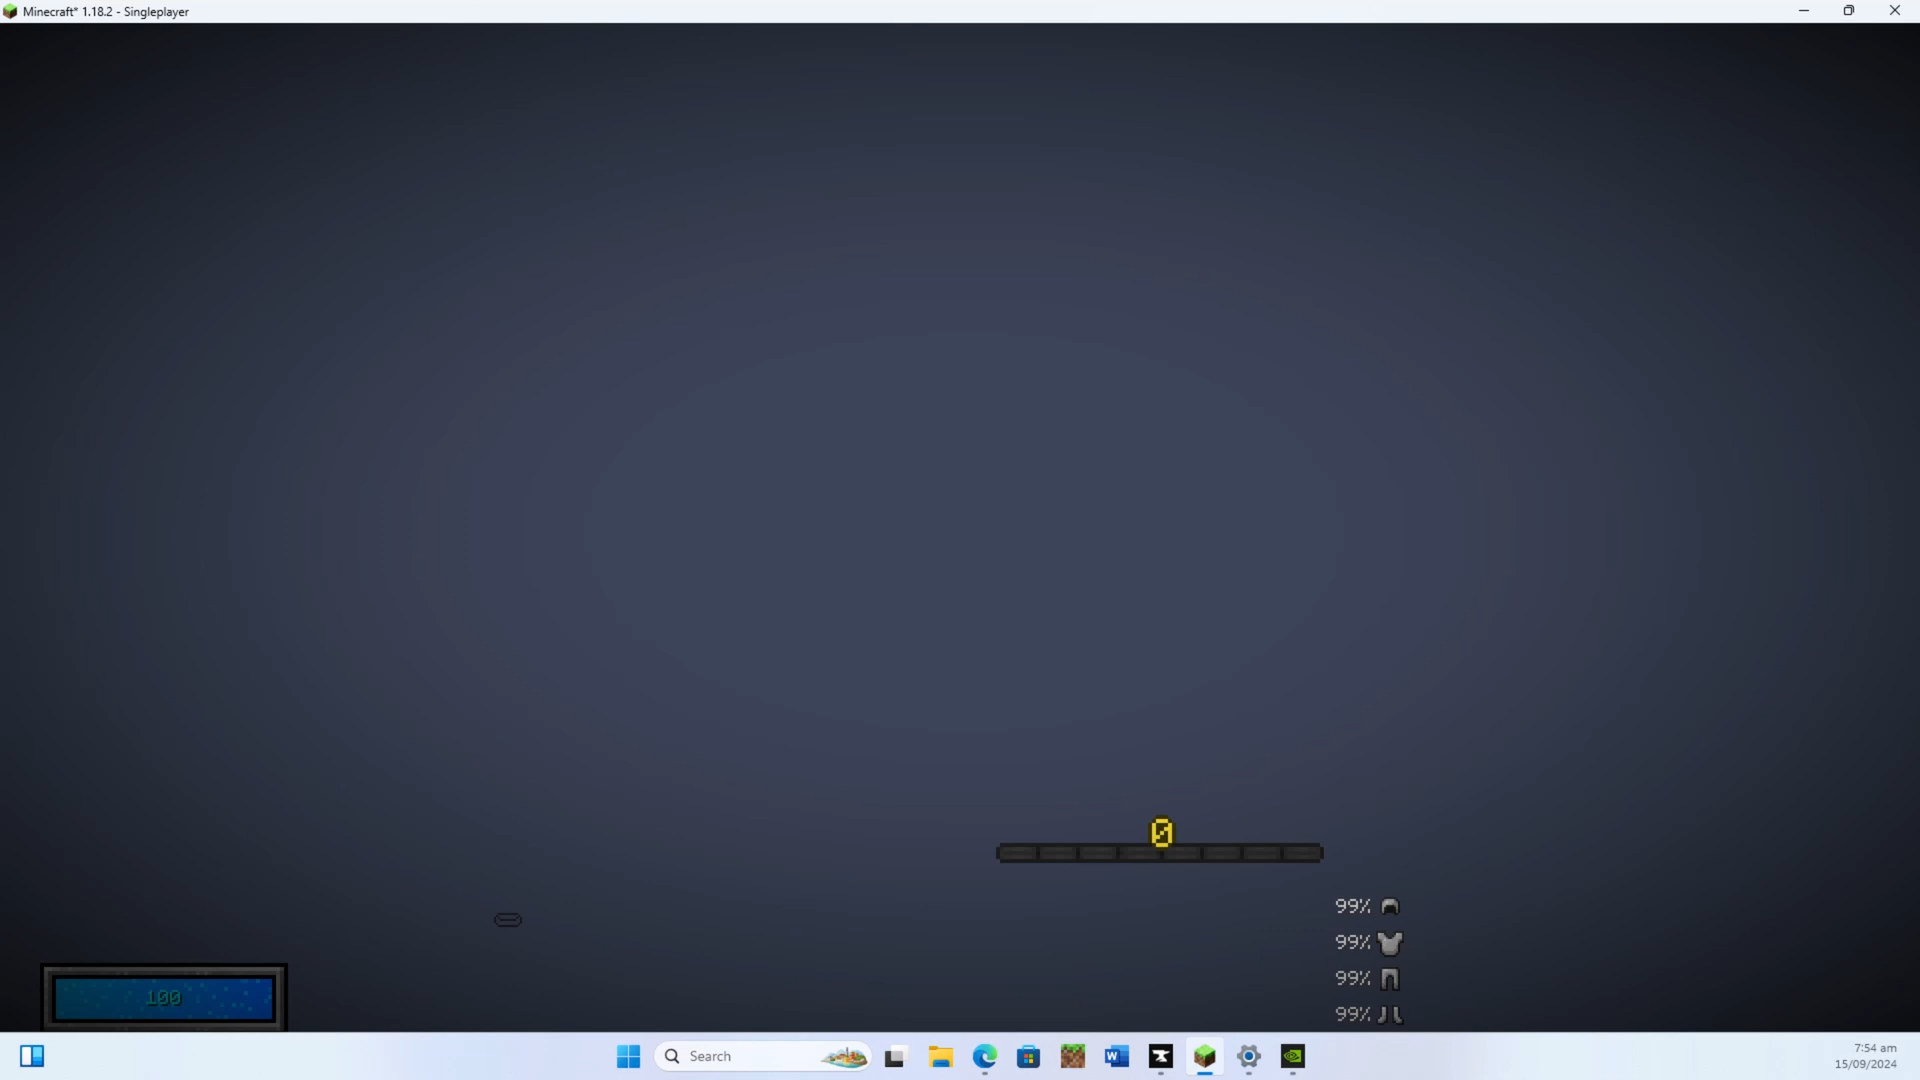 Minecraft* 1.18.2 - Singleplayer
0
99%
99%
99%
99%
100
Search
7:54 am
15/09/2024